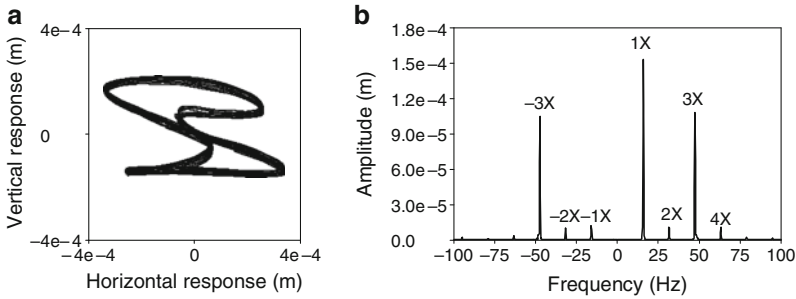 a
4e−4
0
−4e−4
−4e−4
0
4e−4
Vertical response (m)
Horizontal response (m)
b
1.8e−4
1.5e−4
1.2e−4
9.0e−5
6.0e−5
3.0e−5
0.0
Amplitude (m)
1X
−3X
3X
−2X−1X
2X
4X
−100 −75 −50 −25 0 25 50 75 100
Frequency (Hz)